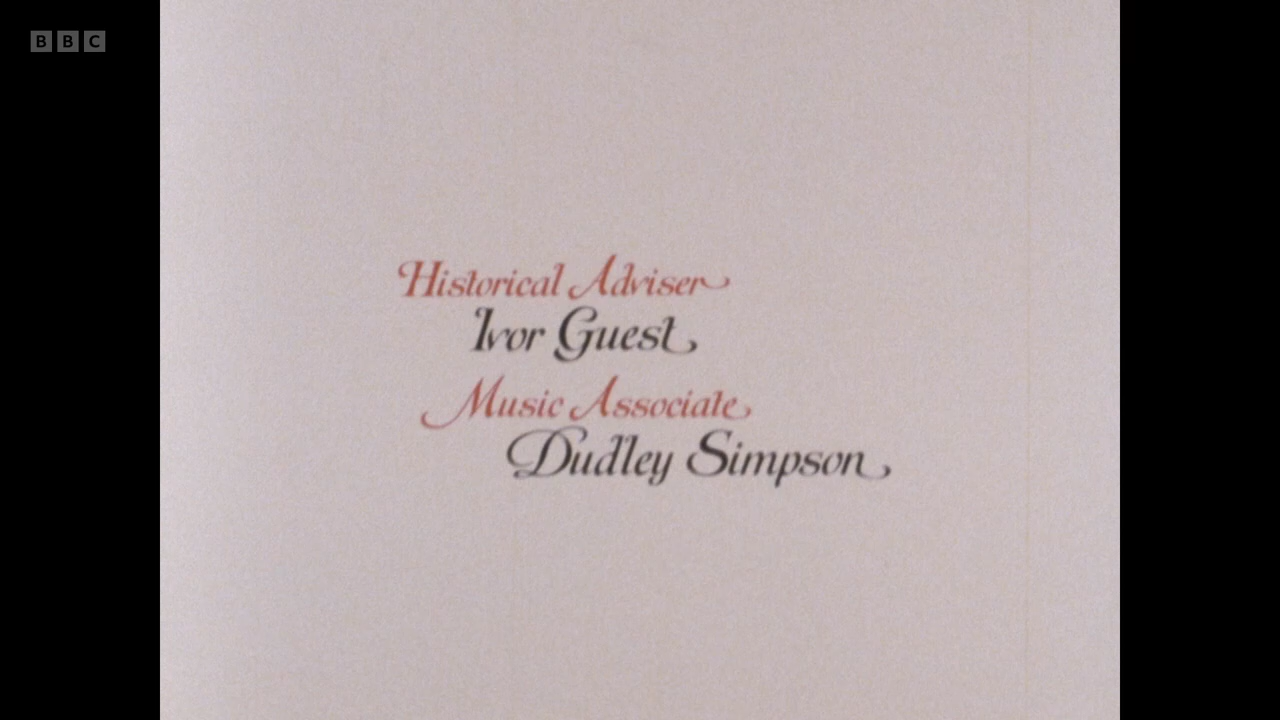 BBC
Historical Adviser
Ivor Guest
Music Associate
Dudley Simpson